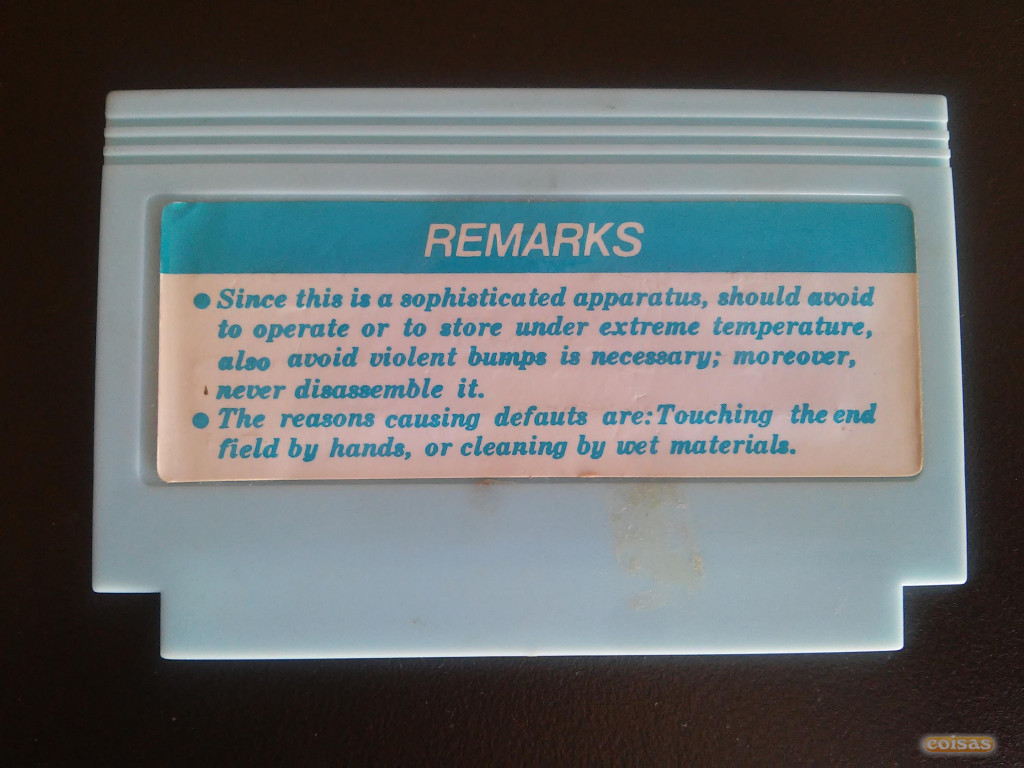 REMARKS
● Since this is a sophisticated apparatus, should avoid
to operate or to store under extreme temperature,
also avoid violent bumps is necessary; moreover,
never disassemble it.
● The reasons causing defauts are:Touching the end
field by hands, or cleaning by wet materials.
coisas